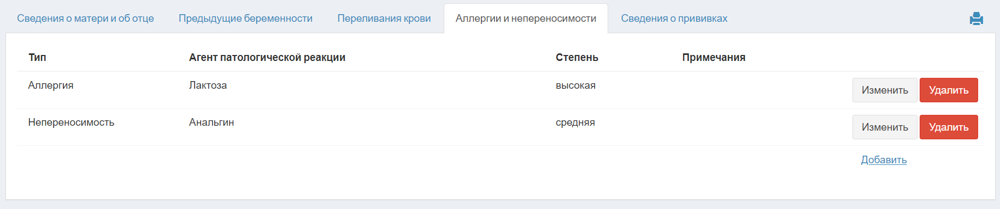 Сведения о матери и об отце Предыдущие беременности Переливания крови Аллергии и непереносимости Сведения о прививках
Тип Агент патологической реакции Степень Примечания
Аллергия Лактоза высокая Изменить Удалить
Непереносимость Анальгин средняя Изменить Удалить
Добавить